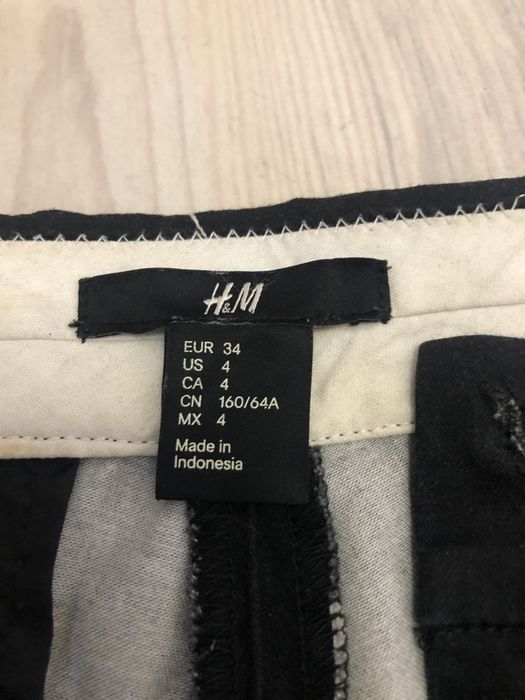 H&M
EUR 34
US 4
CA 4
CN 160/64A
MX 4
Made in
Indonesia